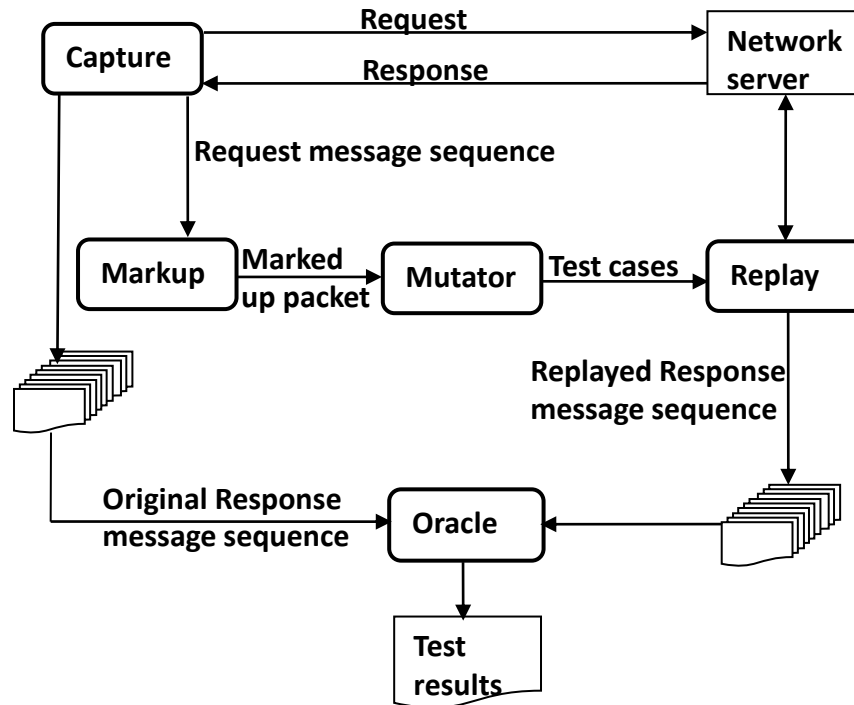 Request
Capture
Network
server
Response
Request message sequence
Markup
Marked
up packet
Mutator
Test cases
Replay
Replayed Response
message sequence
Original Response
message sequence
Oracle
Test
results